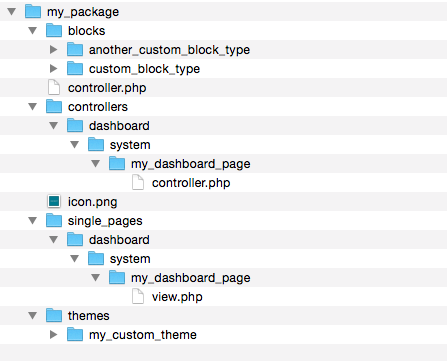 my_package
blocks
another_custom_block_type
custom_block_type
controller.php
controllers
dashboard
system
my_dashboard_page
controller.php
icon.png
single_pages
dashboard
system
my_dashboard_page
view.php
themes
my_custom_theme